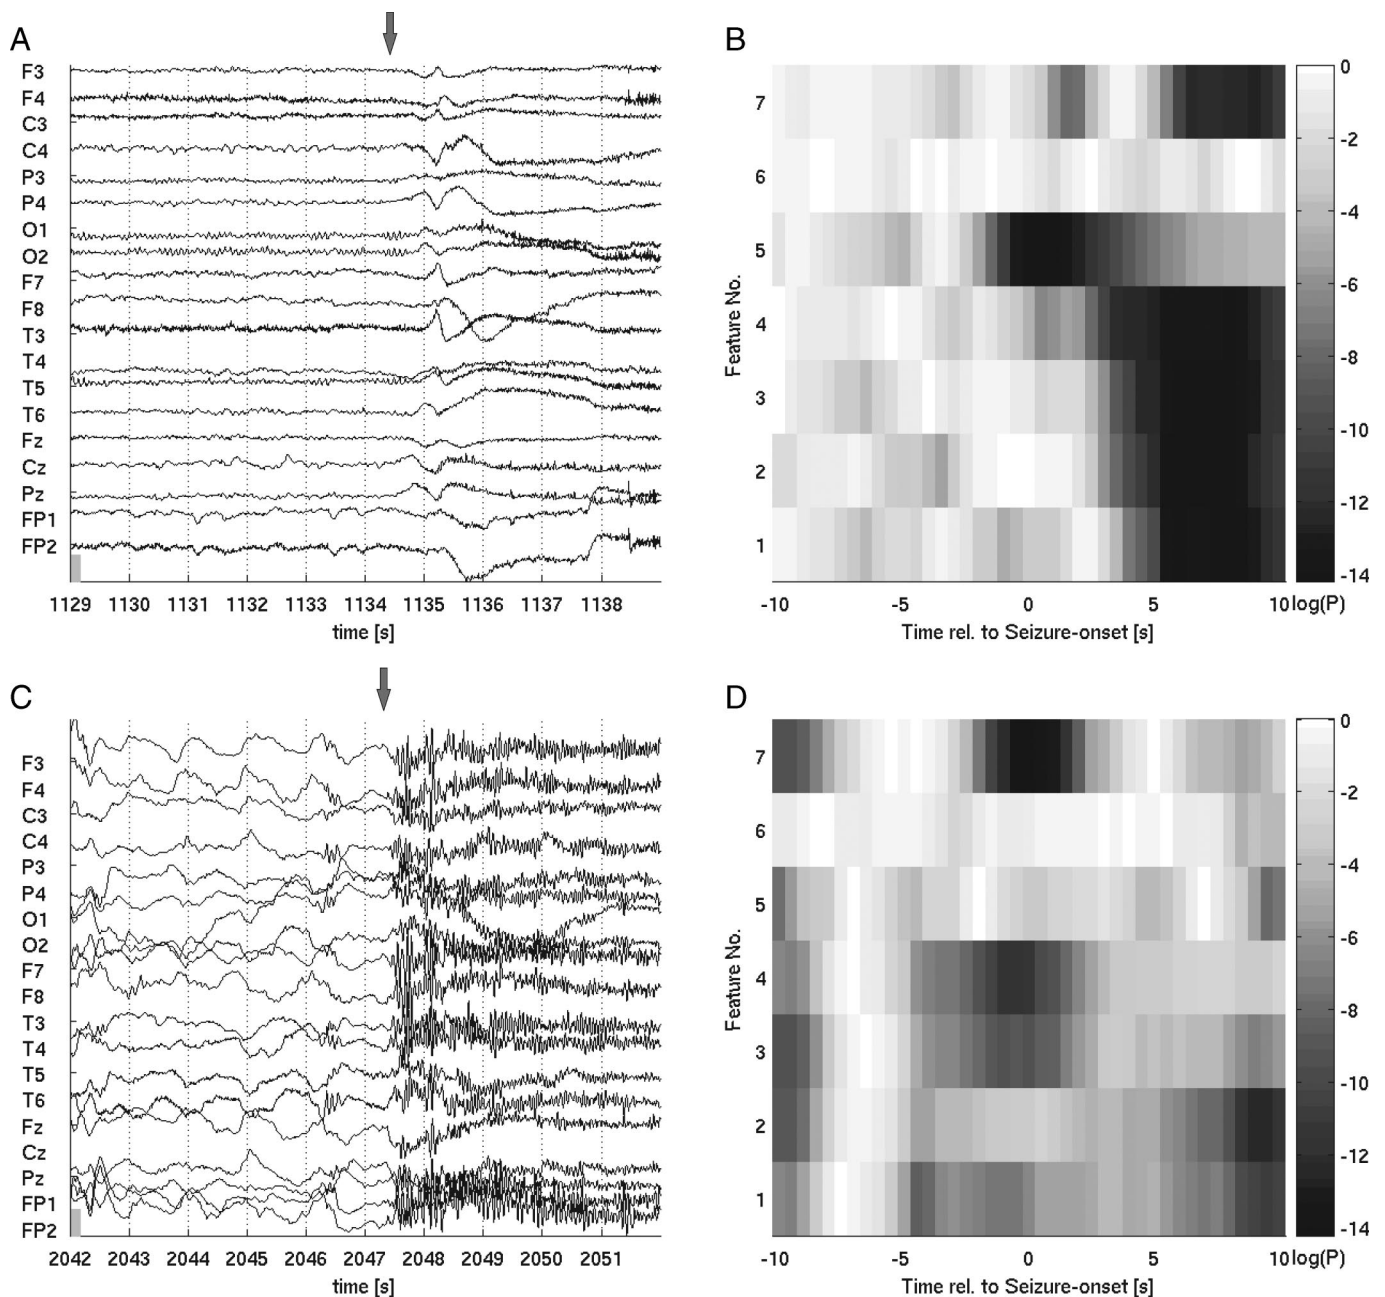 A
F3
F4
C3
C4
P3
P4
O1
O2
F7
F8
T3
T4
T5
T6
Fz
Cz
Pz
FP1
FP2
1129 1130 1131 1132 1133 1134 1135 1136 1137 1138
time [s]
B
Feature No.
7
6
5
4
3
2
1
-10 -5 0 5 10
Time rel. to Seizure-onset [s]
0
-2
-4
-6
-8
-10
-12
-14
log(P)
C
F3
F4
C3
C4
P3
P4
O1
O2
F7
F8
T3
T4
T5
T6
Fz
Cz
Pz
FP1
FP2
2042 2043 2044 2045 2046 2047 2048 2049 2050 2051
time [s]
D
Feature No.
7
6
5
4
3
2
1
-10 -5 0 5 10
Time rel. to Seizure-onset [s]
0
-2
-4
-6
-8
-10
-12
-14
log(P)